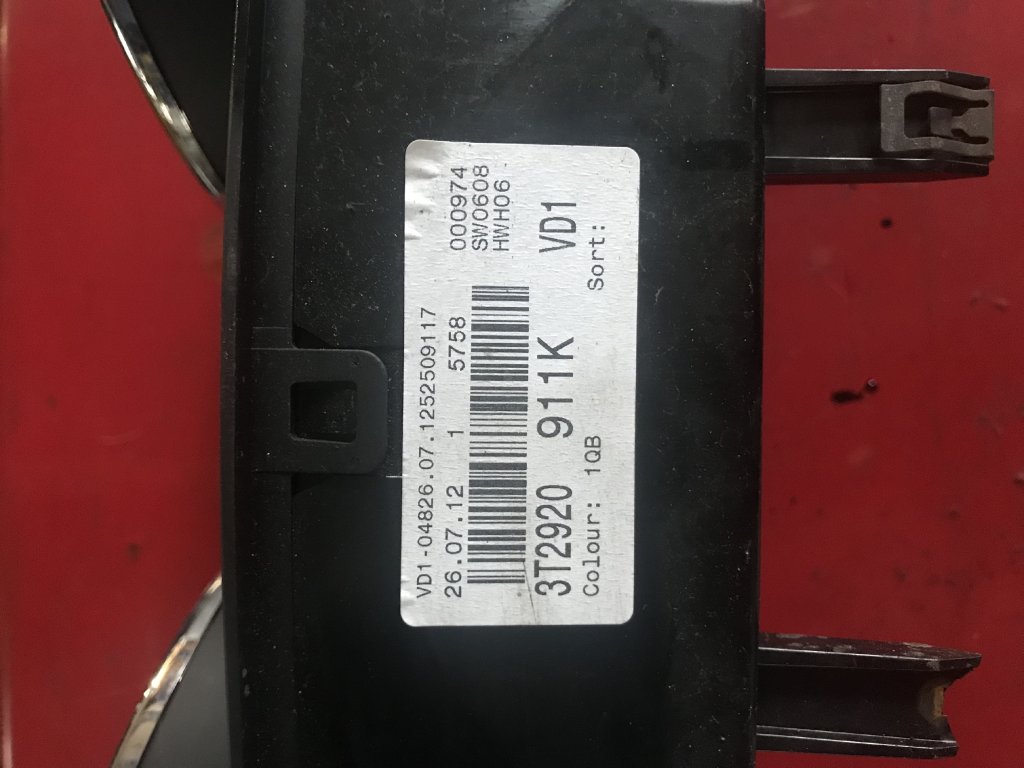 VD1-04826.07.1252509117
26.07.12 1 5758 000974
SW0608
HWH06
3T2920 911K VD1
Colour: 1QB Sort: